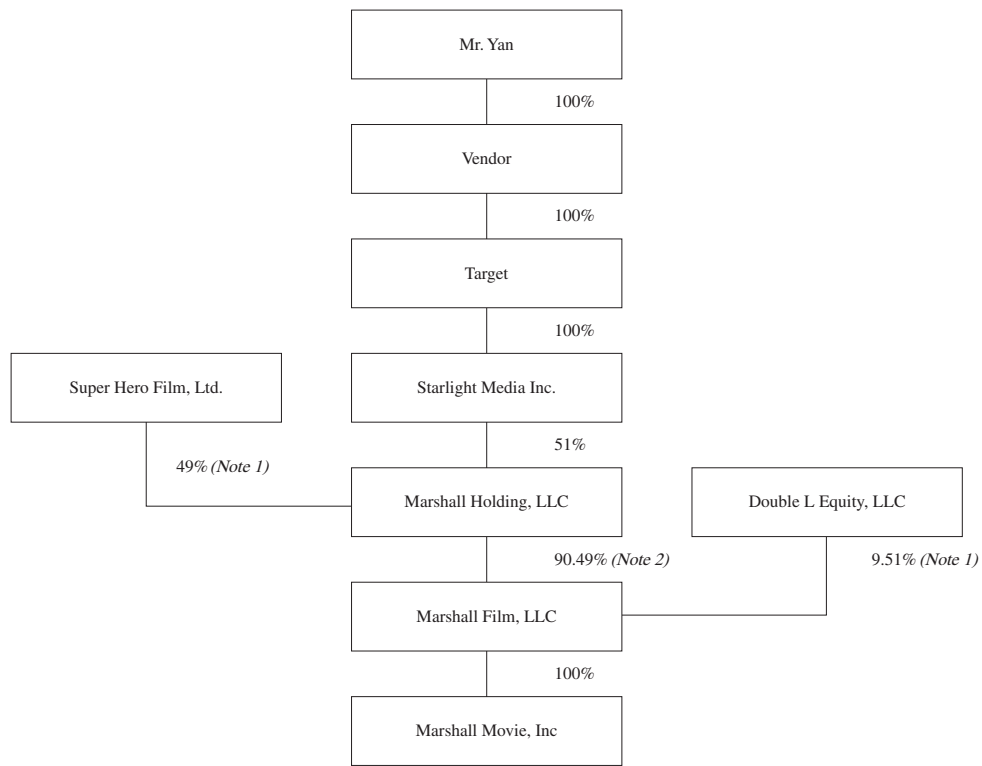 Mr. Yan
100%
Vendor
100%
Target
100%
Super Hero Film, Ltd.
Starlight Media Inc.
51%
49% (Note 1)
Marshall Holding, LLC
Double L Equity, LLC
90.49% (Note 2)
9.51% (Note 1)
Marshall Film, LLC
100%
Marshall Movie, Inc